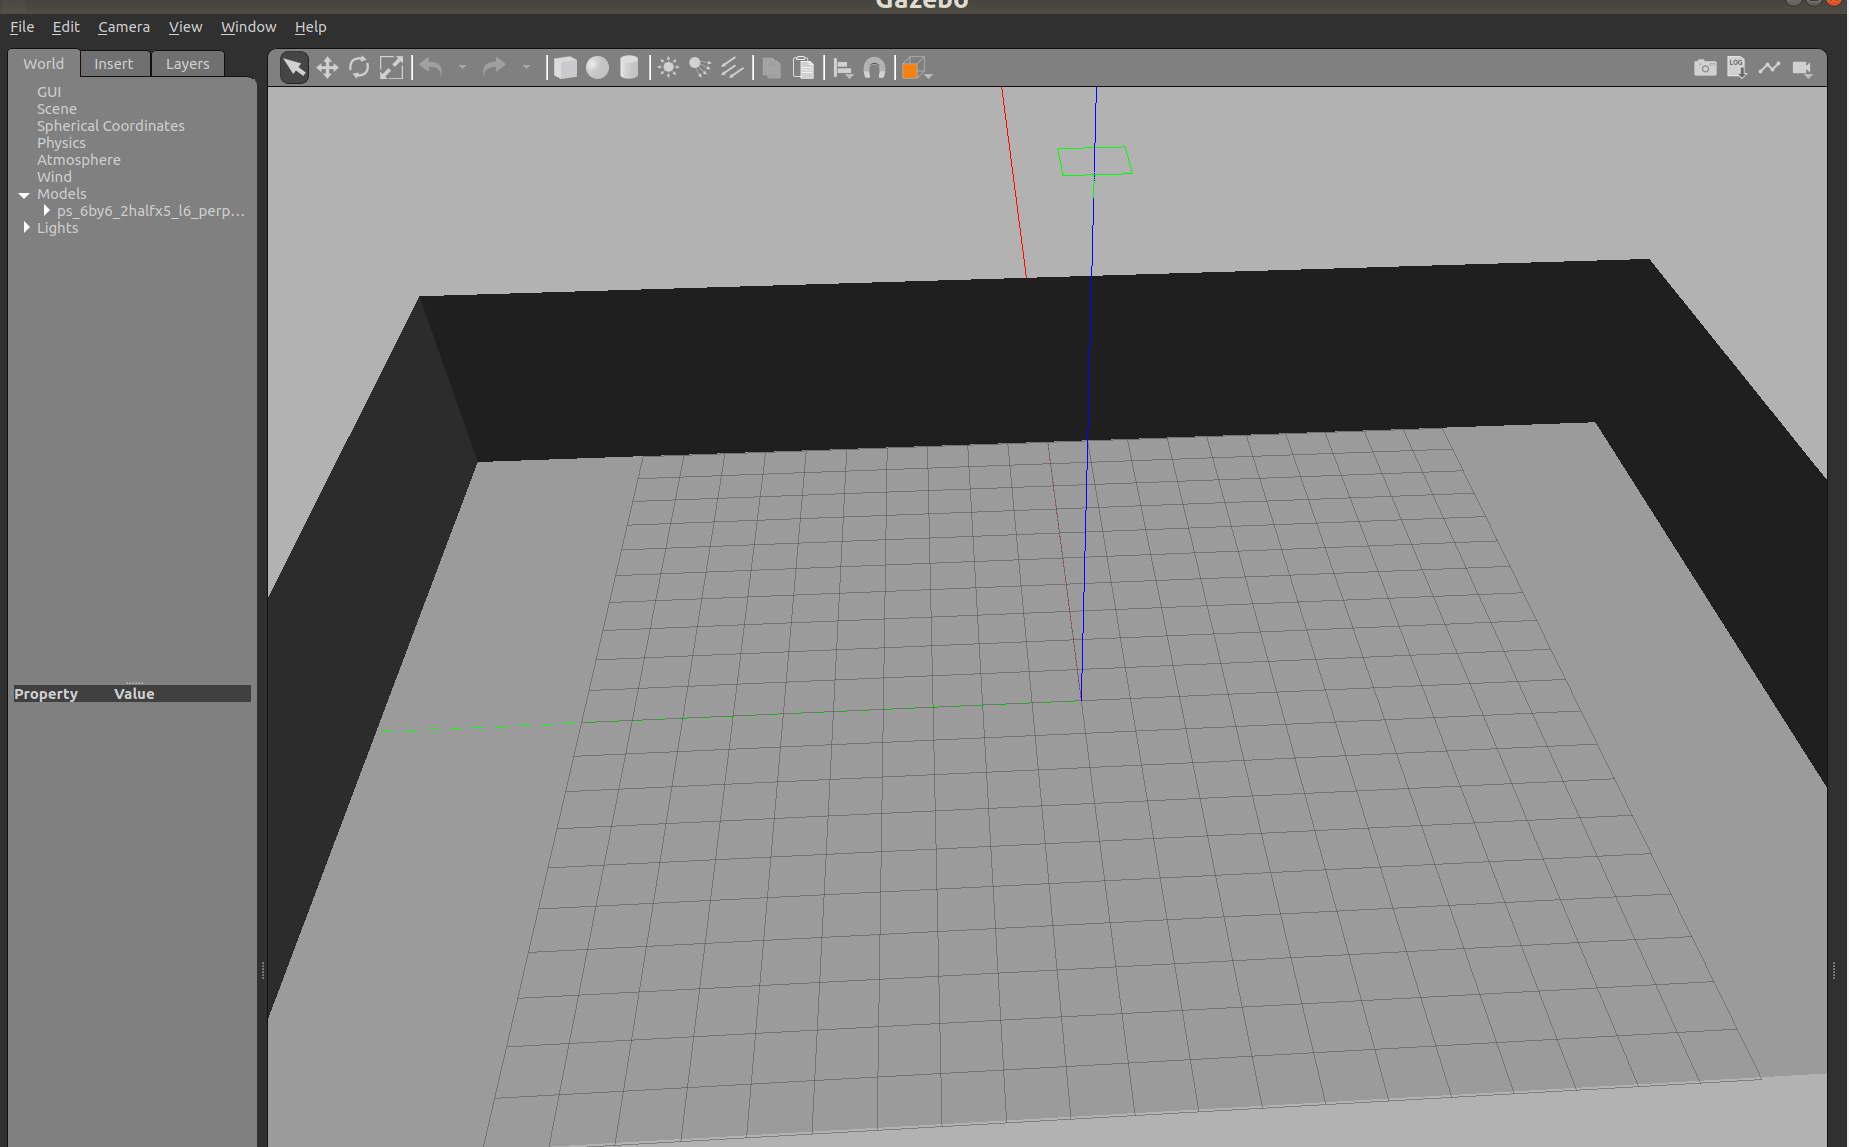 Gazebo
File Edit Camera View Window Help
World Insert Layers
LOG
GUI
Scene
Spherical Coordinates
Physics
Atmosphere
Wind
Models
ps_6by6_2halfx5_l6_perp...
Lights
Property Value